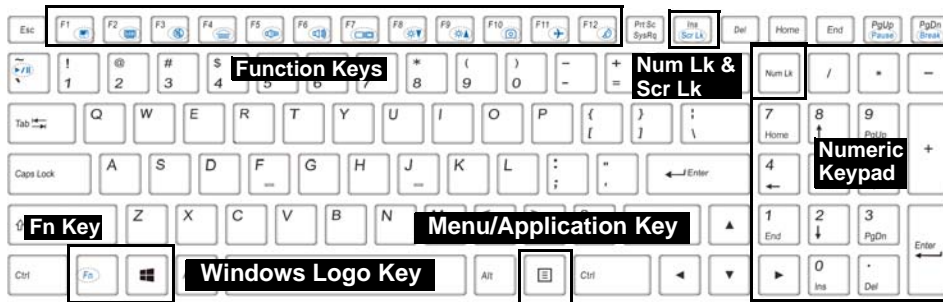 Esc F1 F2 F3 F4 F5 F6 F7 F8 F9 F10 F11 F12 Prt Sc SysRq Ins Scr Lk Del Home End PgUp Pause PgDn Break
~ ` ! 1 @ 2 # 3 $ 4 5 6 7 * 8 ( 9 ) 0 _ - + = Num Lk / * -
Function Keys
Num Lk &
Scr Lk
Tab Q W E R T Y U I O P { [ } ] | \ 7 Home 8 9 PgUp +
Numeric
Keypad
Caps Lock A S D F G H J K L : ; " ' Enter 4
Fn Key
Z X C V B N
Menu/Application Key
1 End 2 3 PgDn Enter
Ctrl Fn
Windows Logo Key
Alt Ctrl 0 Ins . Del